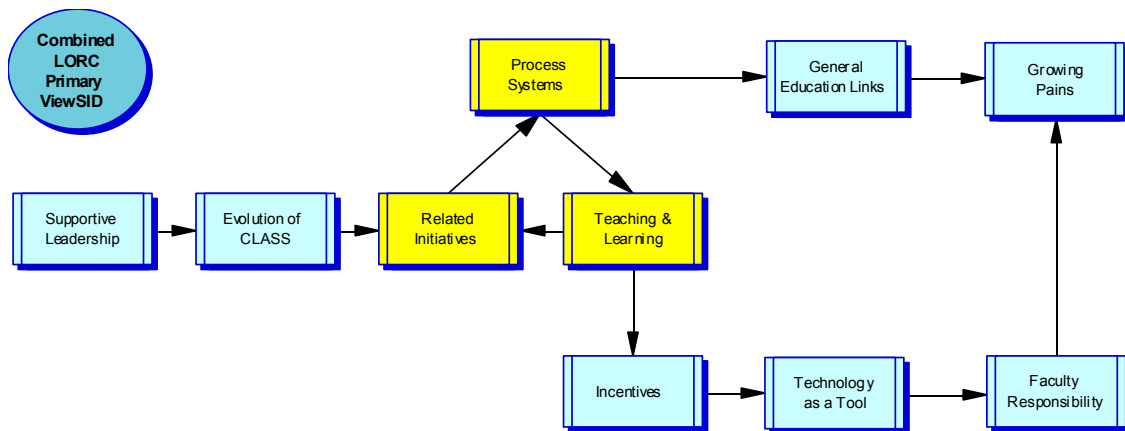 Combined
LORC
Primary
ViewSID
Process
Systems
General
Education Links
Growing
Pains
Supportive
Leadership
Evolution of
CLASS
Related
Initiatives
Teaching &
Learning
Incentives
Technology
as a Tool
Faculty
Responsibility